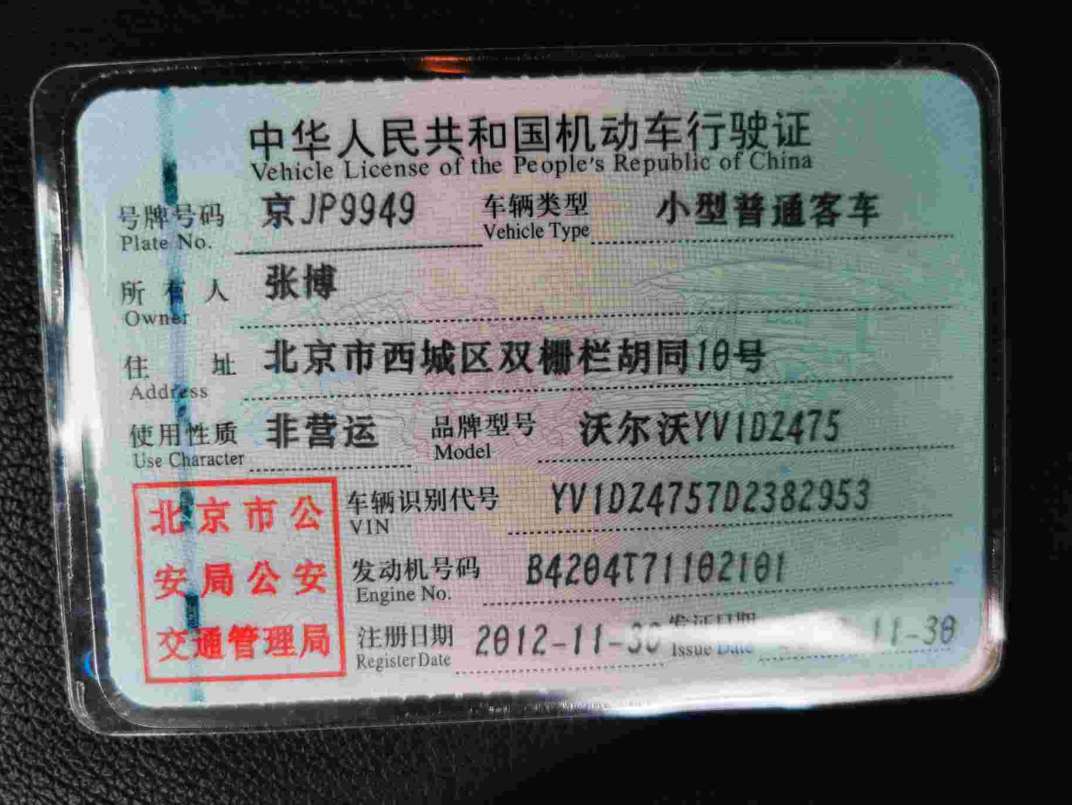 中华人民共和国机动车行驶证
Vehicle License of the People's Republic of China
号牌号码 京JP9949 车辆类型 小型普通客车
Plate No. Vehicle Type
所有人 张博
Owner
住址 北京市西城区双栅栏胡同10号
Address
使用性质 非营运 品牌型号 沃尔沃YV1DZ475
Use Character Model
北京市公 车辆识别代号 YV1DZ4757D2382953
VIN
安局公安 发动机号码 B4204T71102101
Engine No.
交通管理局 注册日期 2012-11-30 发证日期 11-30
Register Date Issue Date